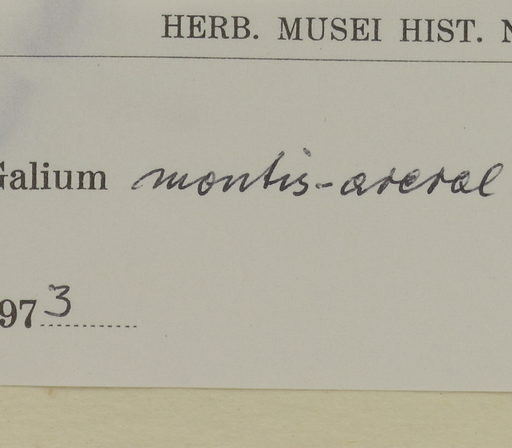 HERB. MUSEI HIST. N
Galium montis-arerae
973